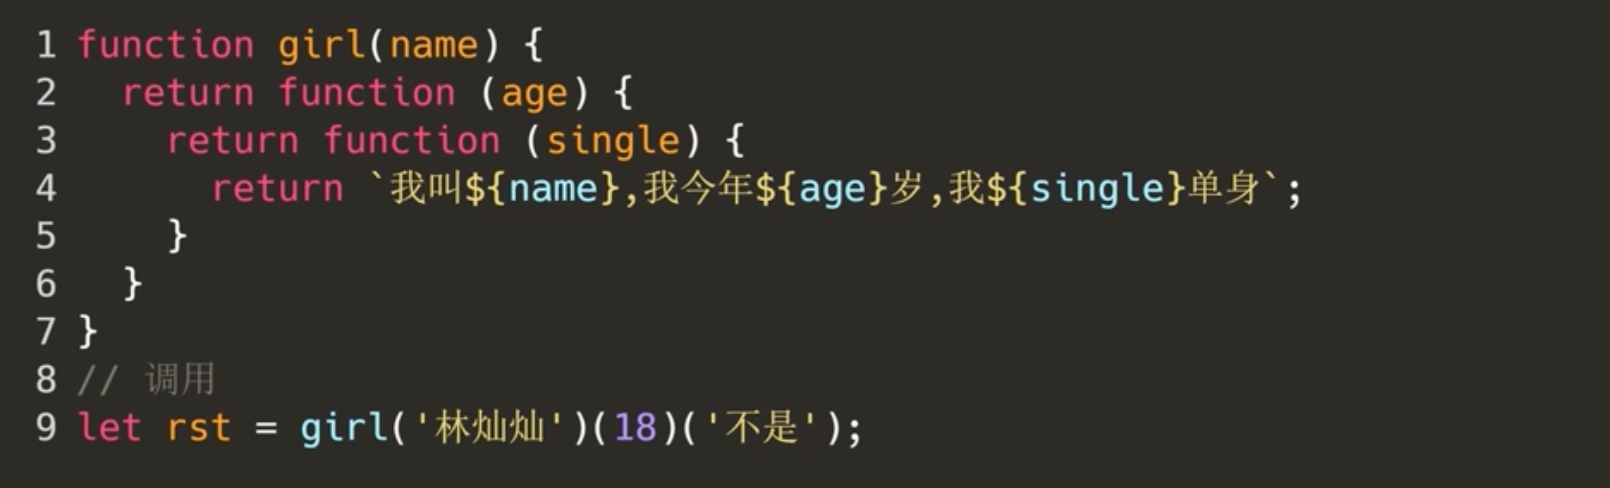 1 function girl(name) {
2   return function (age) {
3     return function (single) {
4       return `我叫${name},我今年${age}岁,我${single}单身`;
5     }
6   }
7 }
8 // 调用
9 let rst = girl('林灿灿')(18)('不是');